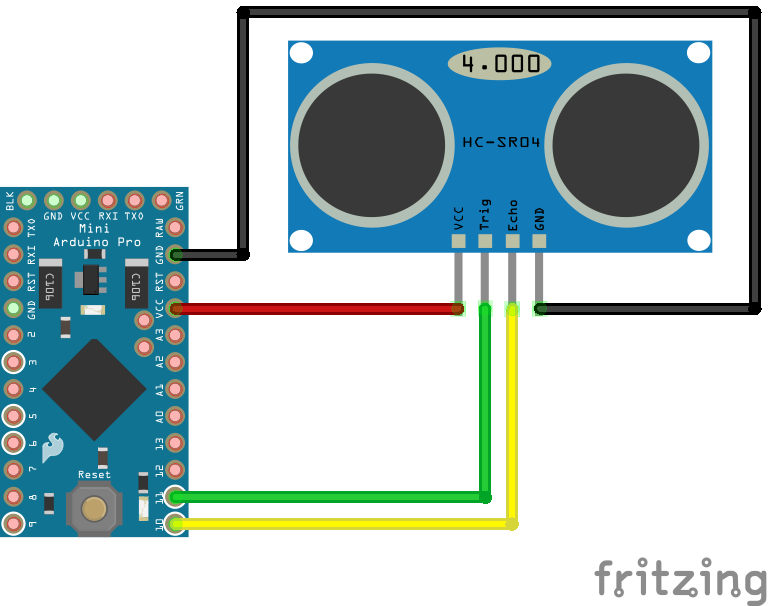 4.000
HC-SR04
VCC
Trig
Echo
GND
BLK
GND
VCC
RXI
TXO
GRN
Mini
Arduino Pro
TXO
RXI
RST
GND
2
3
4
5
6
7
8
9
RAW
GND
RST
VCC
A3
A2
A1
A0
13
12
11
10
C10P
C10P
Reset
fritzing